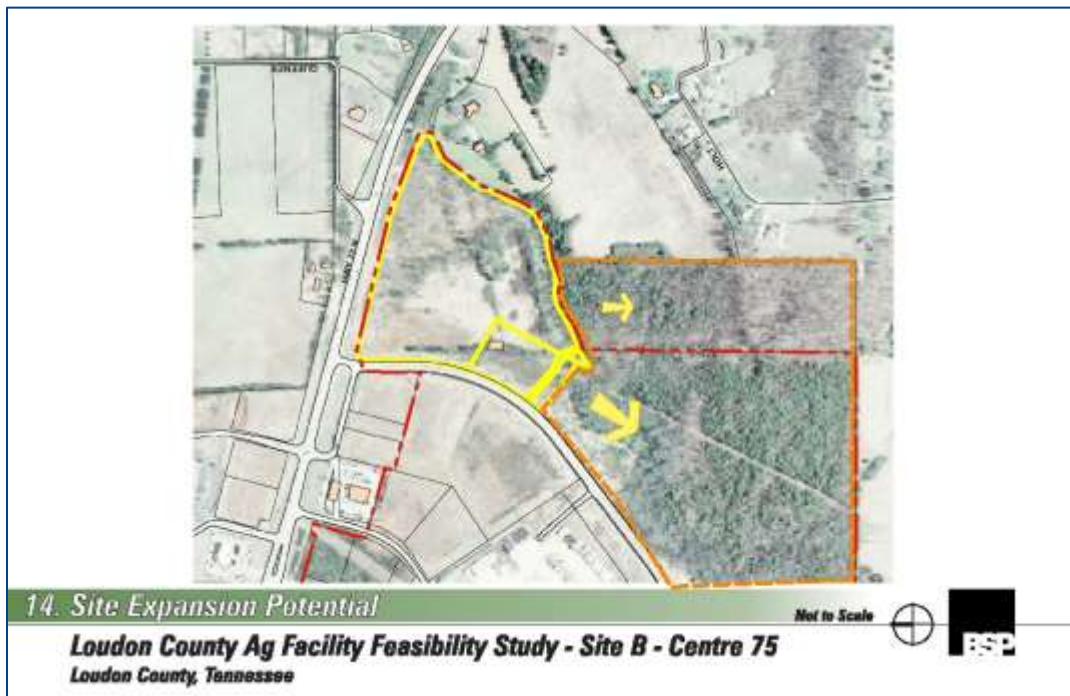 HOLT
14. Site Expansion Potential
Not to Scale
BSP
Loudon County Ag Facility Feasibility Study - Site B - Centre 75
Loudon County, Tennessee